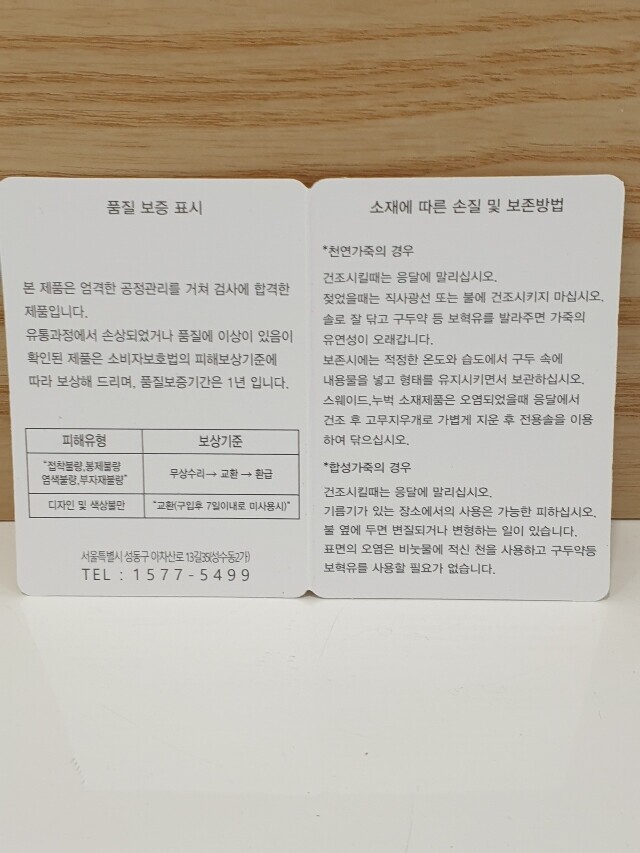 품질 보증 표시
본 제품은 엄격한 공정관리를 거쳐 검사에 합격한
제품입니다.
유통과정에서 손상되었거나 품질에 이상이 있음이
확인된 제품은 소비자보호법의 피해보상기준에
따라 보상해 드리며, 품질보증기간은 1년 입니다.
피해유형 보상기준
"접착불량,봉제불량
염색불량,부자재불량" 무상수리→ 교환 → 환급
디자인 및 색상불만 "교환(구입후 7일이내로 미사용시)"
서울특별시 성동구 아차산로 13길35(성수동2가)
TEL : 1577-5499
소재에 따른 손질 및 보존방법
*천연가죽의 경우
건조시킬때는 응달에 말리십시오.
젖었을때는 직사광선 또는 불에 건조시키지 마십시오.
솔로 잘 닦고 구두약 등 보혁유를 발라주면 가죽의
유연성이 오래갑니다.
보존시에는 적정한 온도와 습도에서 구두 속에
내용물을 넣고 형태를 유지시키면서 보관하십시오.
스웨이드,누벅 소재제품은 오염되었을때 응달에서
건조 후 고무지우개로 가볍게 지운 후 전용솔을 이용
하여 닦으십시오.
*합성가죽의 경우
건조시킬때는 응달에 말리십시오.
기름기가 있는 장소에서의 사용은 가능한 피하십시오.
불 옆에 두면 변질되거나 변형하는 일이 있습니다.
표면의 오염은 비눗물에 적신 천을 사용하고 구두약등
보혁유를 사용할 필요가 없습니다.